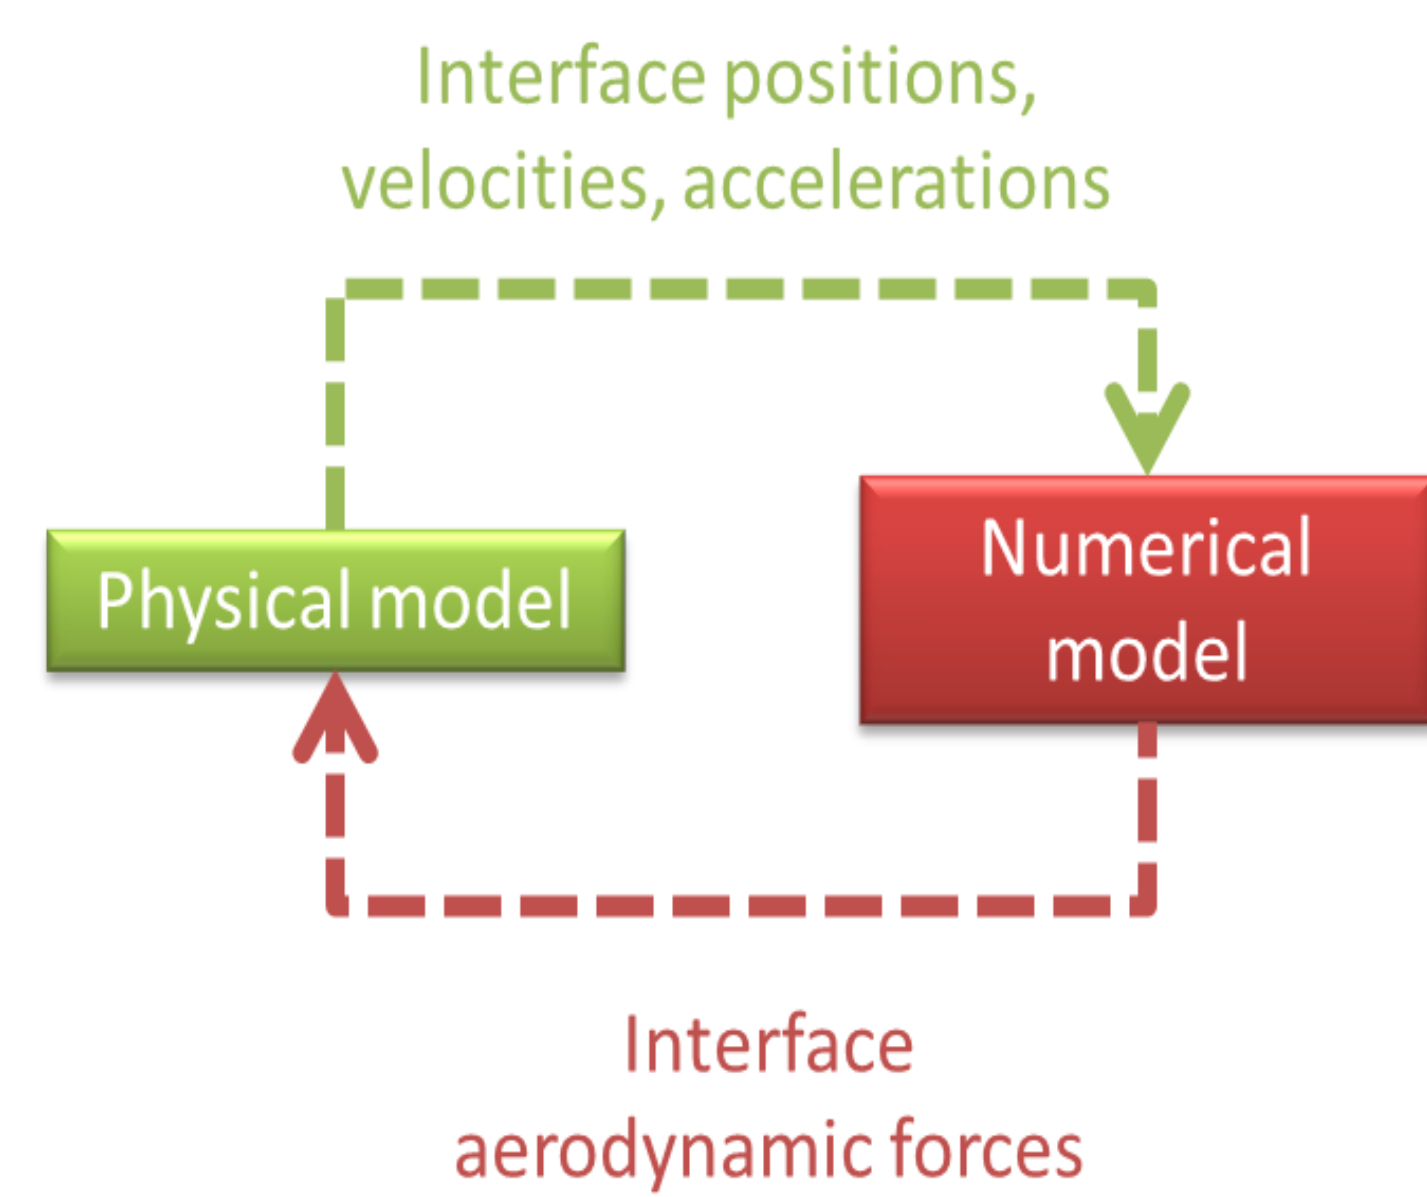 Interface positions,
velocities, accelerations
Physical model
Numerical
model
Interface
aerodynamic forces